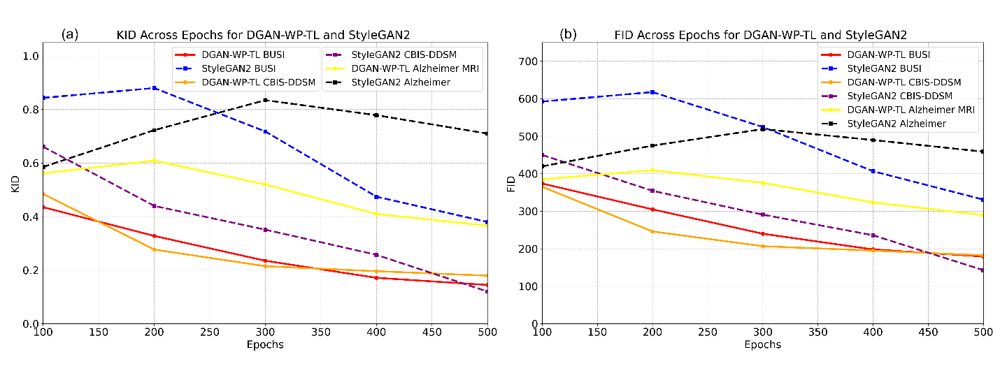 (a) KID Across Epochs for DGAN-WP-TL and StyleGAN2
DGAN-WP-TL BUSI
StyleGAN2 BUSI
DGAN-WP-TL CBIS-DDSM
StyleGAN2 CBIS-DDSM
DGAN-WP-TL Alzheimer MRI
StyleGAN2 Alzheimer
KID
1.0
0.8
0.6
0.4
0.2
0.0
100 150 200 250 300 350 400 450 500
Epochs
(b) FID Across Epochs for DGAN-WP-TL and StyleGAN2
DGAN-WP-TL BUSI
StyleGAN2 BUSI
DGAN-WP-TL CBIS-DDSM
StyleGAN2 CBIS-DDSM
DGAN-WP-TL Alzheimer MRI
StyleGAN2 Alzheimer
FID
700
600
500
400
300
200
100
0
100 150 200 250 300 350 400 450 500
Epochs